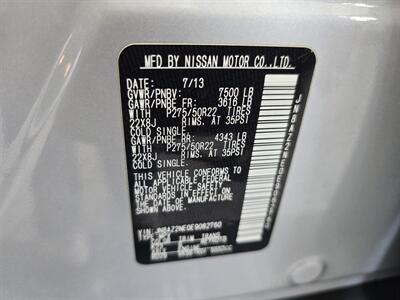 MFD BY NISSAN MOTOR CO.,LTD.
7/13
GVWR/PNBV: 7500 LB
GAWR/PNBE FR: 3616 LB
WITH P275/50R22 TIRES
22X8J RIMS. AT 35PSI
COLD SINGLE.
GAWR/PNBE RR: 4343 LB
WITH P275/50R22 TIRES
22X8J RIMS. AT 35PSI
COLD SINGLE.
THIS VEHICLE CONFORMS TO
ALL APPLICABLE FEDERAL
MOTOR VEHICLE SAFETY
STANDARDS IN EFFECT ON THE
DATE OF MANUFACTURE
SHOWN ABOVE.
V.I.N: JN8AZ2NE0E9062760
TRIM TRANS